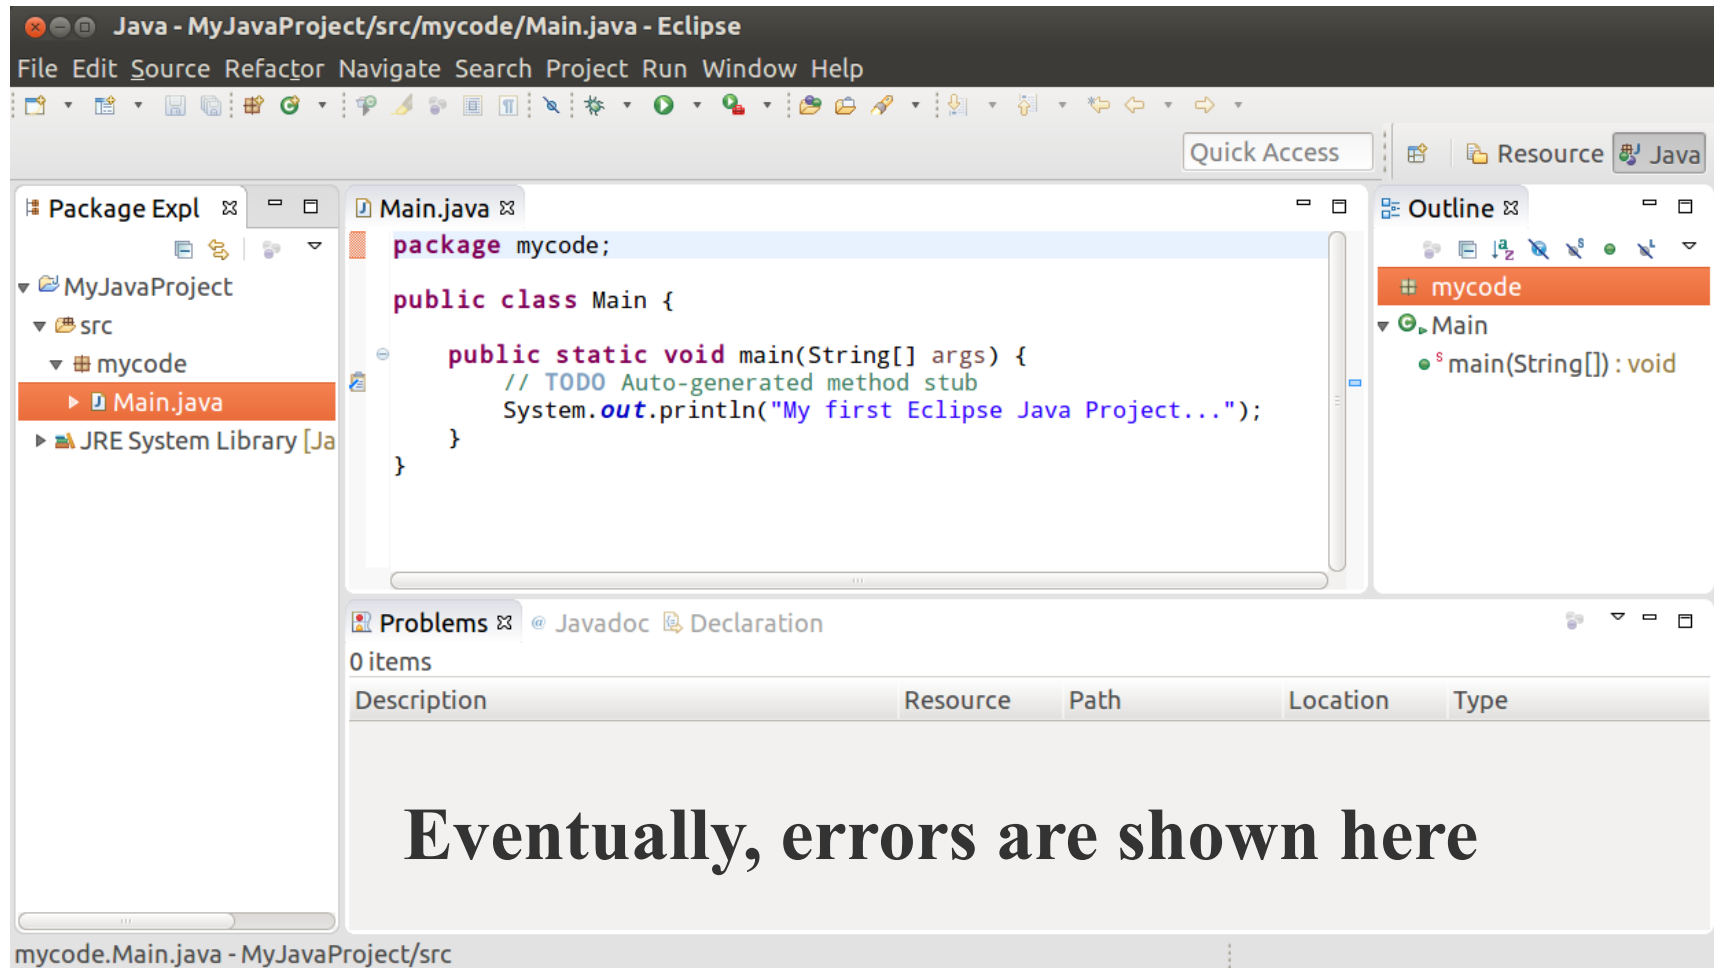 Java - MyJavaProject/src/mycode/Main.java - Eclipse
File Edit Source Refactor Navigate Search Project Run Window Help
Quick Access
Resource
Java
Package Expl
MyJavaProject
src
mycode
Main.java
JRE System Library [Ja
Main.java
package mycode;
public class Main {
public static void main(String[] args) {
// TODO Auto-generated method stub
System.out.println("My first Eclipse Java Project...");
}
}
Outline
mycode
Main
main(String[]) : void
Problems @ Javadoc Declaration
0 items
Description Resource Path Location Type
Eventually, errors are shown here
mycode.Main.java - MyJavaProject/src